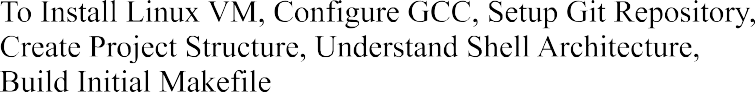 To Install Linux VM, Configure GCC, Setup Git Repository,
Create Project Structure, Understand Shell Architecture,
Build Initial Makefile